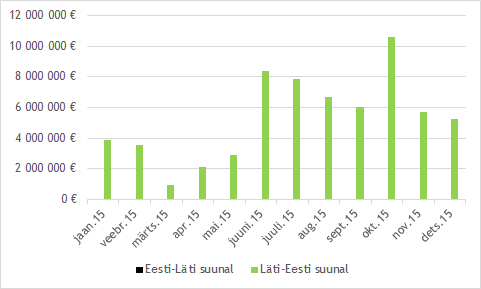 12 000 000 €
10 000 000 €
8 000 000 €
6 000 000 €
4 000 000 €
2 000 000 €
0 €
jaan.15
veebr.15
märts.15
apr.15
mai.15
juuni.15
juuli.15
aug.15
sept.15
okt.15
nov.15
dets.15
Eesti-Läti suunal
Läti-Eesti suunal